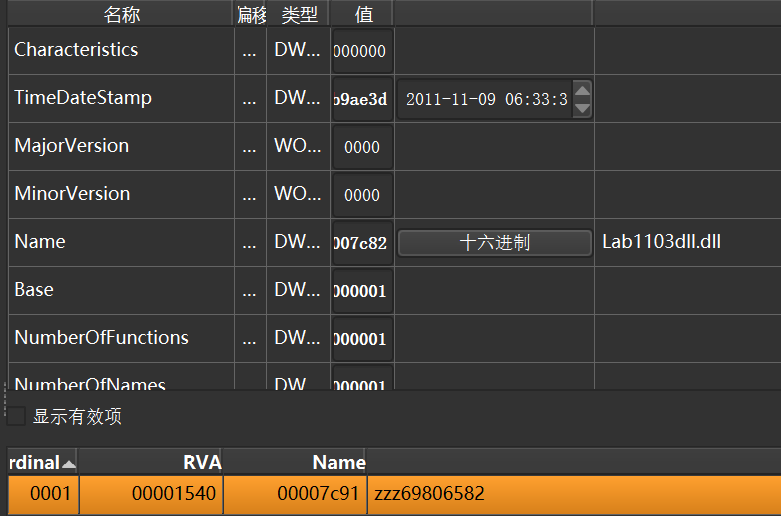 名称 偏移 类型 值
Characteristics ... DW... 000000
TimeDateStamp ... DW... b9ae3d 2011-11-09 06:33:3
MajorVersion ... WO... 0000
MinorVersion ... WO... 0000
Name ... DW... 007c82 十六进制 Lab1103dll.dll
Base ... DW... 000001
NumberOfFunctions ... DW... 000001
NumberOfNames ... DW... 000001
显示有效项
rdinal RVA Name
0001 00001540 00007c91 zzz69806582